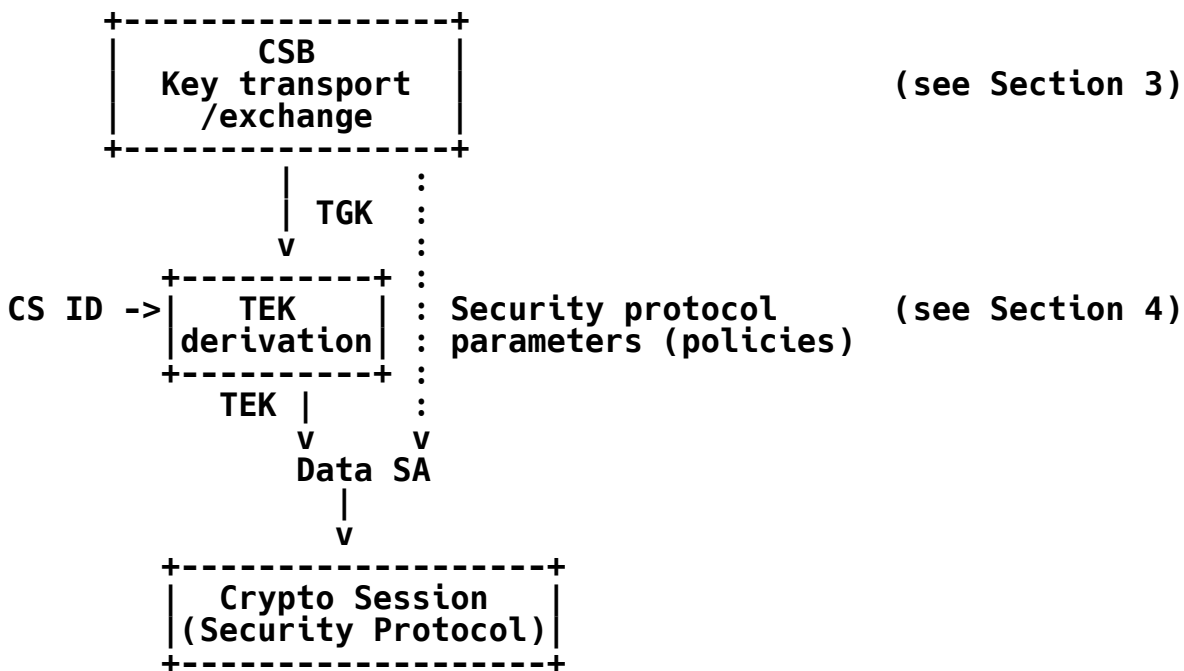 +-----------------+
|       CSB       |
|  Key transport  |                      (see Section 3)
|    /exchange    |
+-----------------+
         |      :
         | TGK  :
         v      :
   +----------+ :
CS ID ->|   TEK    | : Security protocol      (see Section 4)
   |derivation| : parameters (policies)
   +----------+ :
      TEK |     :
          v     v
          Data SA
            |
            v
   +-------------------+
   |  Crypto Session   |
   |(Security Protocol)|
   +-------------------+